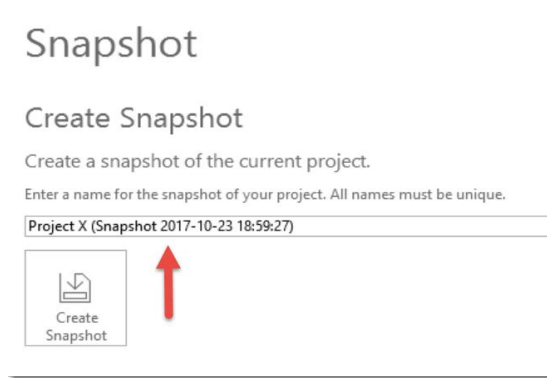 Snapshot
Create Snapshot
Create a snapshot of the current project.
Enter a name for the snapshot of your project. All names must be unique.
Project X (Snapshot 2017-10-23 18:59:27)
Create
Snapshot